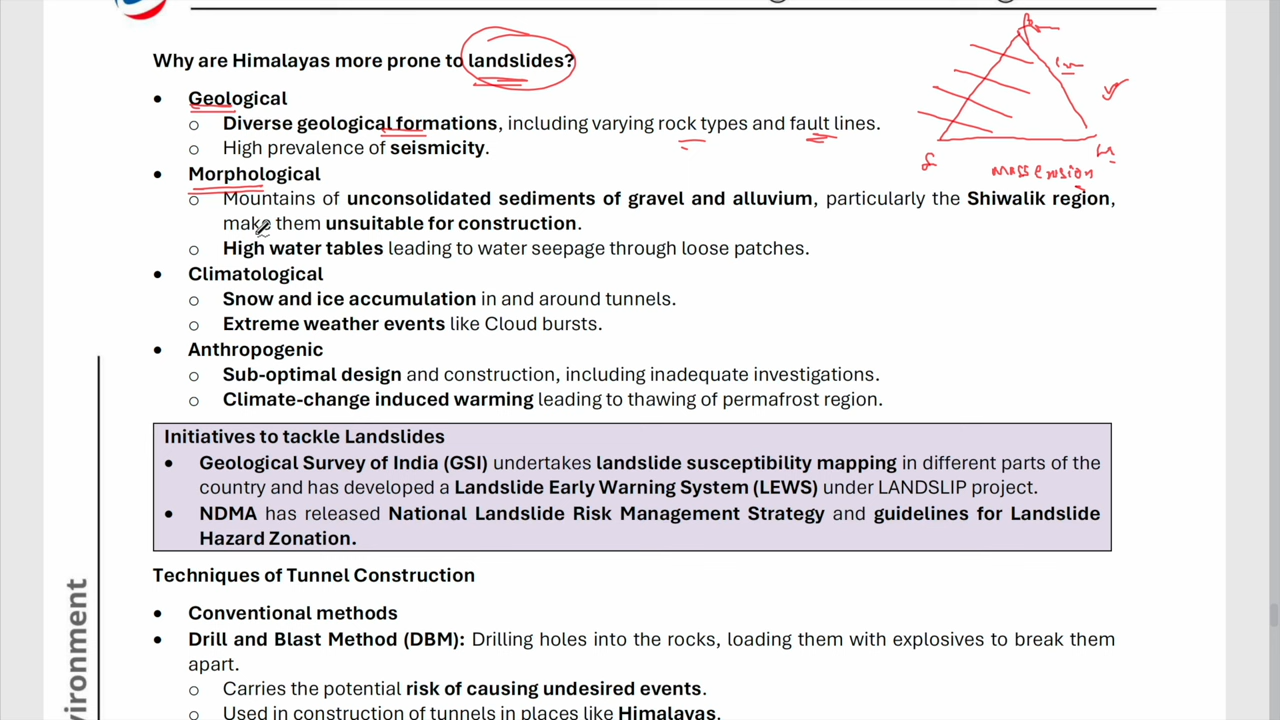 Why are Himalayas more prone to landslides?
• Geological
o Diverse geological formations, including varying rock types and fault lines.
o High prevalence of seismicity.
mass erosion
• Morphological
o Mountains of unconsolidated sediments of gravel and alluvium, particularly the Shiwalik region,
make them unsuitable for construction.
o High water tables leading to water seepage through loose patches.
• Climatological
o Snow and ice accumulation in and around tunnels.
o Extreme weather events like Cloud bursts.
• Anthropogenic
o Sub-optimal design and construction, including inadequate investigations.
o Climate-change induced warming leading to thawing of permafrost region.
Initiatives to tackle Landslides
• Geological Survey of India (GSI) undertakes landslide susceptibility mapping in different parts of the
country and has developed a Landslide Early Warning System (LEWS) under LANDSLIP project.
• NDMA has released National Landslide Risk Management Strategy and guidelines for Landslide
Hazard Zonation.
Techniques of Tunnel Construction
• Conventional methods
• Drill and Blast Method (DBM): Drilling holes into the rocks, loading them with explosives to break them
apart.
o Carries the potential risk of causing undesired events.
o Used in construction of tunnels in places like Himalayas.
vironment